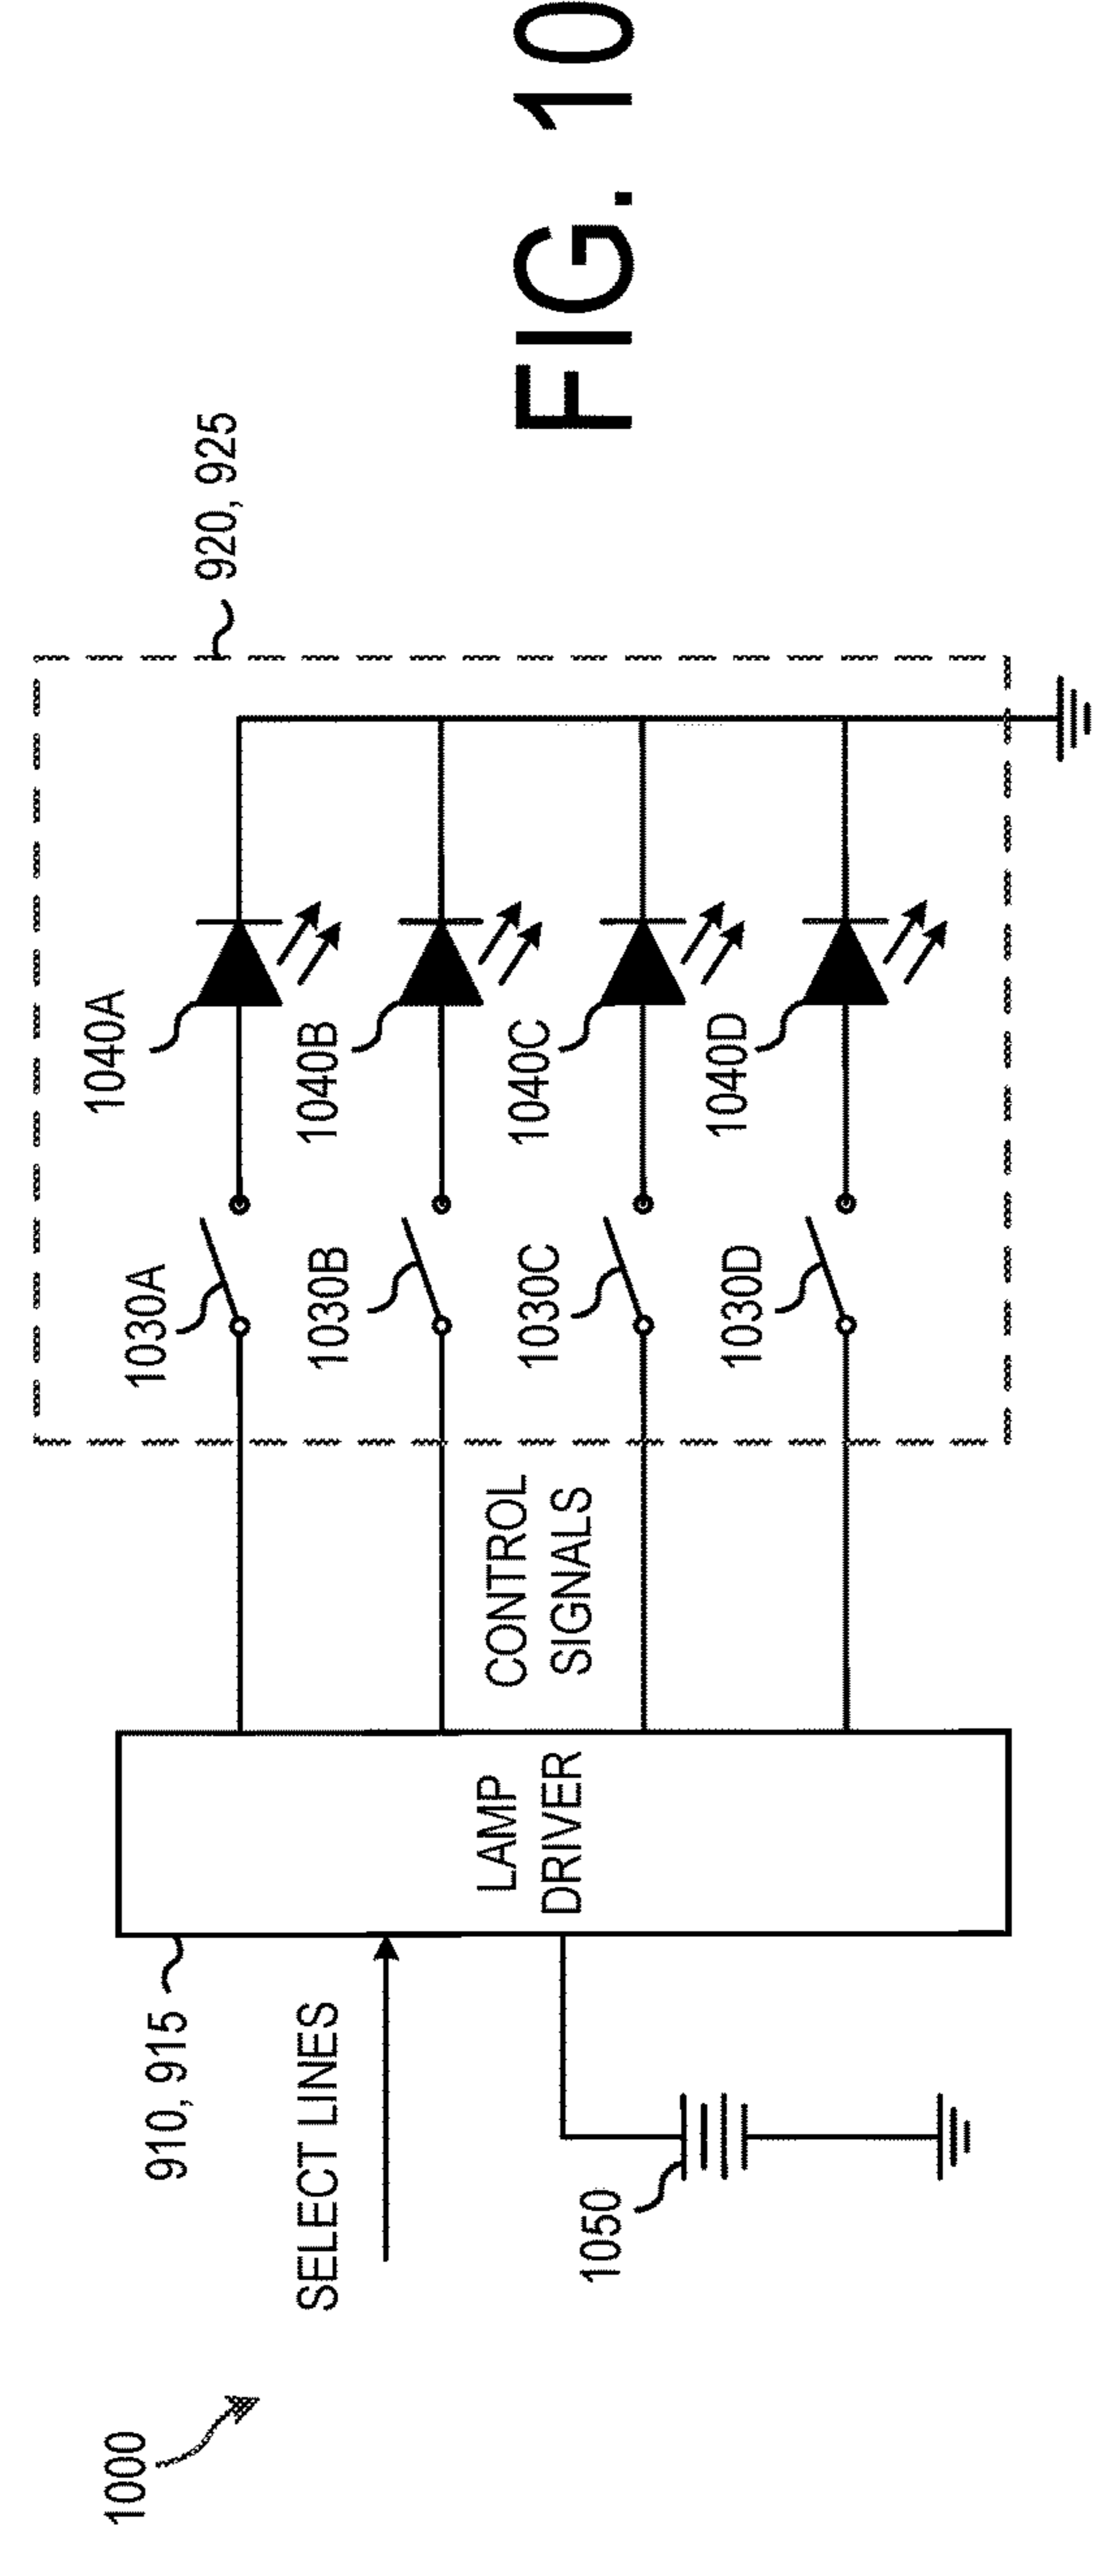 1000
SELECT LINES
910, 915
1050
LAMP
DRIVER
CONTROL
SIGNALS
1030A
1030B
1030C
1030D
1040A
1040B
1040C
1040D
920, 925
FIG. 10